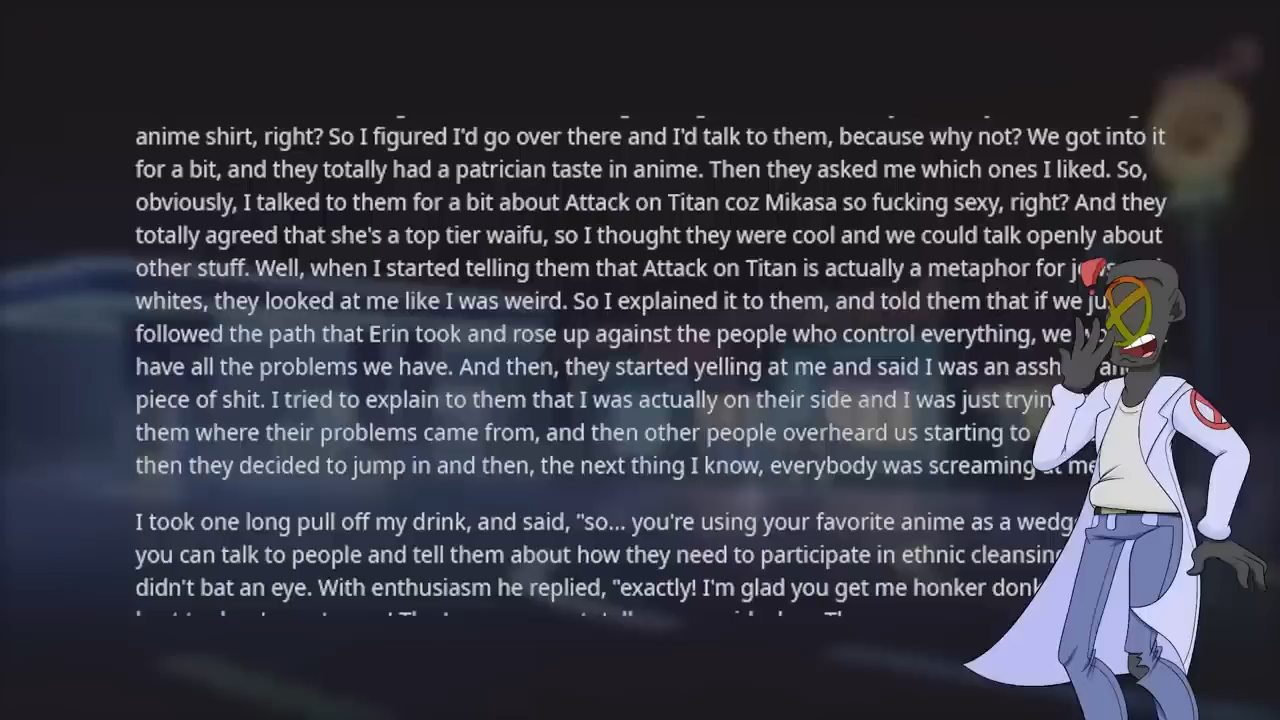 anime shirt, right? So I figured I'd go over there and I'd talk to them, because why not? We got into it
for a bit, and they totally had a patrician taste in anime. Then they asked me which ones I liked. So,
obviously, I talked to them for a bit about Attack on Titan coz Mikasa so fucking sexy, right? And they
totally agreed that she's a top tier waifu, so I thought they were cool and we could talk openly about
other stuff. Well, when I started telling them that Attack on Titan is actually a metaphor for
whites, they looked at me like I was weird. So I explained it to them, and told them that if we
followed the path that Erin took and rose up against the people who control everything, we
have all the problems we have. And then, they started yelling at me and said I was an
piece of shit. I tried to explain to them that I was actually on their side and I was just
them where their problems came from, and then other people overheard us starting to
then they decided to jump in and then, the next thing I know, everybody was screaming at me
I took one long pull off my drink, and said, "so... you're using your favorite anime as a
you can talk to people and tell them about how they need to participate in ethnic
didn't bat an eye. With enthusiasm he replied, "exactly! I'm glad you get me honker